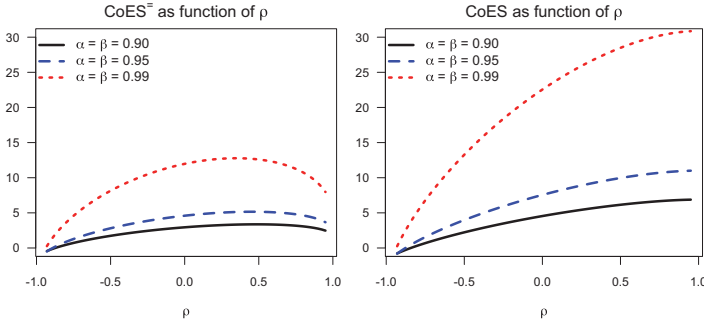 CoES⁼ as function of ρ
30
25
20
15
10
5
0
α = β = 0.90
α = β = 0.95
α = β = 0.99
-1.0 -0.5 0.0 0.5 1.0
ρ
CoES as function of ρ
30
25
20
15
10
5
0
α = β = 0.90
α = β = 0.95
α = β = 0.99
-1.0 -0.5 0.0 0.5 1.0
ρ